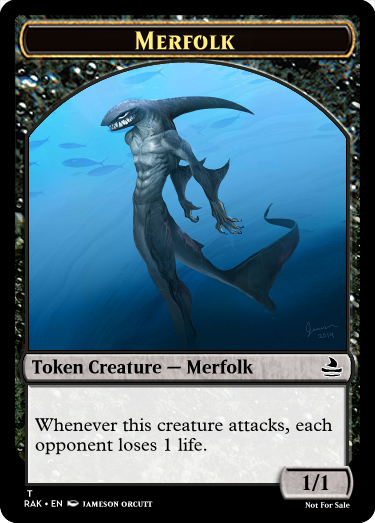 Merfolk
Token Creature — Merfolk
Whenever this creature attacks, each
opponent loses 1 life.
1/1
T
RAK • EN JAMESON ORCUTT
Not For Sale
2014